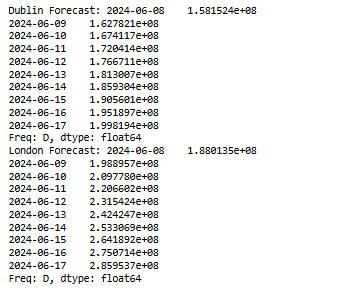 Dublin Forecast: 2024-06-08    1.581524e+08
2024-06-09    1.627821e+08
2024-06-10    1.674117e+08
2024-06-11    1.720414e+08
2024-06-12    1.766711e+08
2024-06-13    1.813007e+08
2024-06-14    1.859304e+08
2024-06-15    1.905601e+08
2024-06-16    1.951897e+08
2024-06-17    1.998194e+08
Freq: D, dtype: float64
London Forecast: 2024-06-08    1.880135e+08
2024-06-09    1.988957e+08
2024-06-10    2.097780e+08
2024-06-11    2.206602e+08
2024-06-12    2.315424e+08
2024-06-13    2.424247e+08
2024-06-14    2.533069e+08
2024-06-15    2.641892e+08
2024-06-16    2.750714e+08
2024-06-17    2.859537e+08
Freq: D, dtype: float64